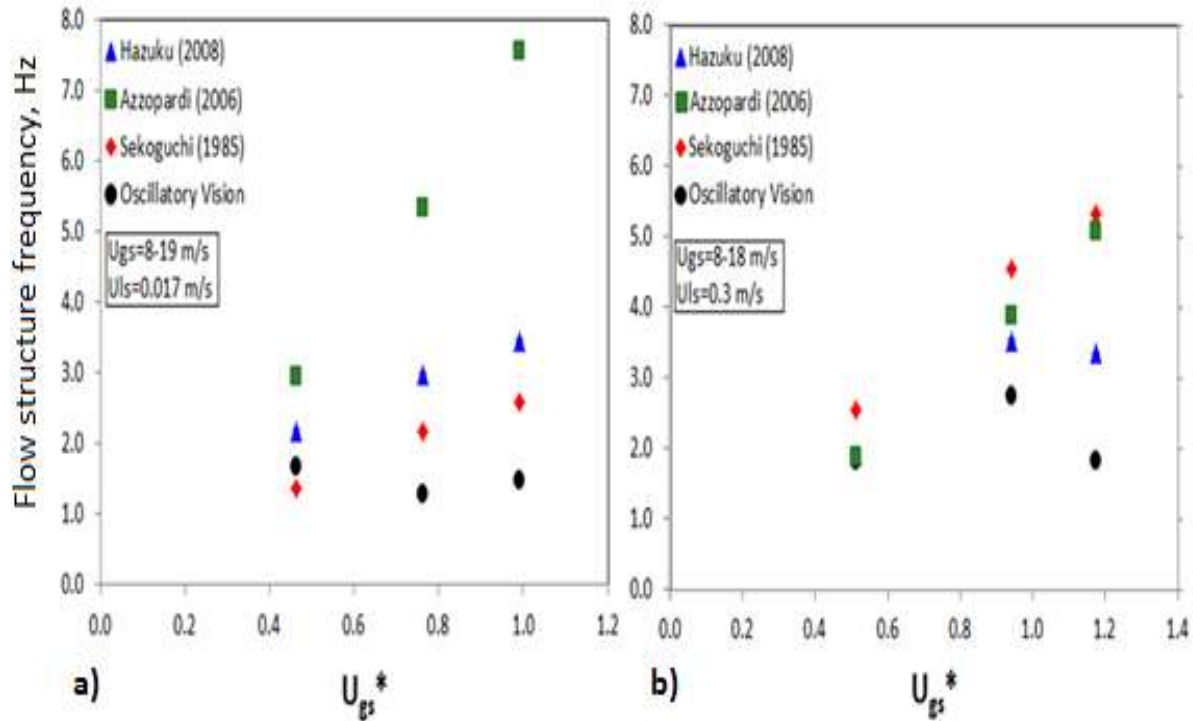 Flow structure frequency, Hz
8.0
7.0
6.0
5.0
4.0
3.0
2.0
1.0
0.0
Hazuku (2008)
Azzopardi (2006)
Sekoguchi (1985)
Oscillatory Vision
Ugs=8-19 m/s
Uls=0.017 m/s
0.0 0.2 0.4 0.6 0.8 1.0 1.2
a)
Ugs*
8.0
7.0
6.0
5.0
4.0
3.0
2.0
1.0
0.0
Hazuku (2008)
Azzopardi (2006)
Sekoguchi (1985)
Oscillatory Vision
Ugs=8-18 m/s
Uls=0.3 m/s
0.0 0.2 0.4 0.6 0.8 1.0 1.2 1.4
b)
Ugs*